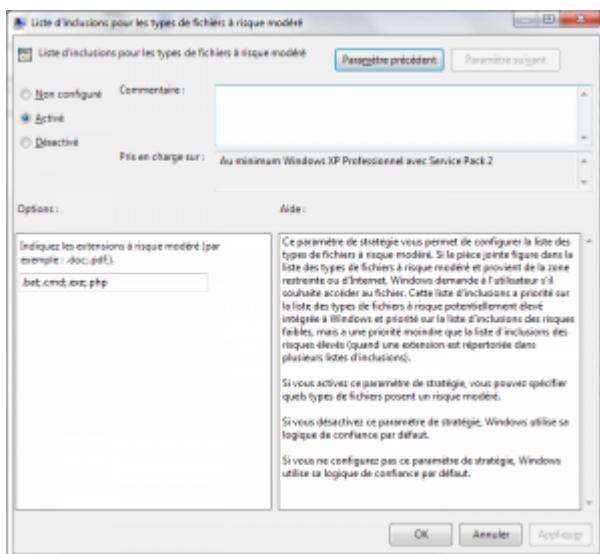 Liste d'inclusions pour les types de fichiers à risque modéré
Liste d'inclusions pour les types de fichiers à risque modéré
Paramètre précédent
Paramètre suivant
Non configuré
Commentaire :
Activé
Désactivé
Pris en charge sur :
Au minimum Windows XP Professionnel avec Service Pack 2
Options :
Aide :
Indiquez les extensions à risque modéré (par
exemple : .doc;.pdf;).
.bat;.cmd;.exe;.php
Ce paramètre de stratégie vous permet de configurer la liste des
types de fichiers à risque modéré. Si la pièce jointe figure dans la
liste des types de fichiers à risque modéré et provient de la zone
restreinte ou d'Internet, Windows demande à l'utilisateur s'il
souhaite accéder au fichier. Cette liste d'inclusions a priorité sur
la liste des types de fichiers à risque potentiellement élevé
intégrée à Windows et priorité sur la liste d'inclusions des risques
faibles, mais a une priorité moindre que la liste d'inclusions des
risques élevés (quand une extension est répertoriée dans
plusieurs listes d'inclusions).
Si vous activez ce paramètre de stratégie, vous pouvez spécifier
quels types de fichiers posent un risque modéré.
Si vous désactivez ce paramètre de stratégie, Windows utilise sa
logique de confiance par défaut.
Si vous ne configurez pas ce paramètre de stratégie, Windows
utilise sa logique de confiance par défaut.
OK
Annuler
Appliquer